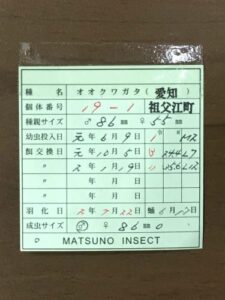 種 名 オオクワガタ(愛知
個体番号 19-1 祖父江町
種親サイズ ♂ 86㎜ ♀ 55㎜
幼虫投入日 元年6月9日
飼交換日 元年10月5日
〃 2年1月19日
〃 年 月 日
〃 年 月 日
羽化日 2年7月22日 蛹 6月
成虫サイズ ♂ ♀ 86㎜
MATSUNO INSECT